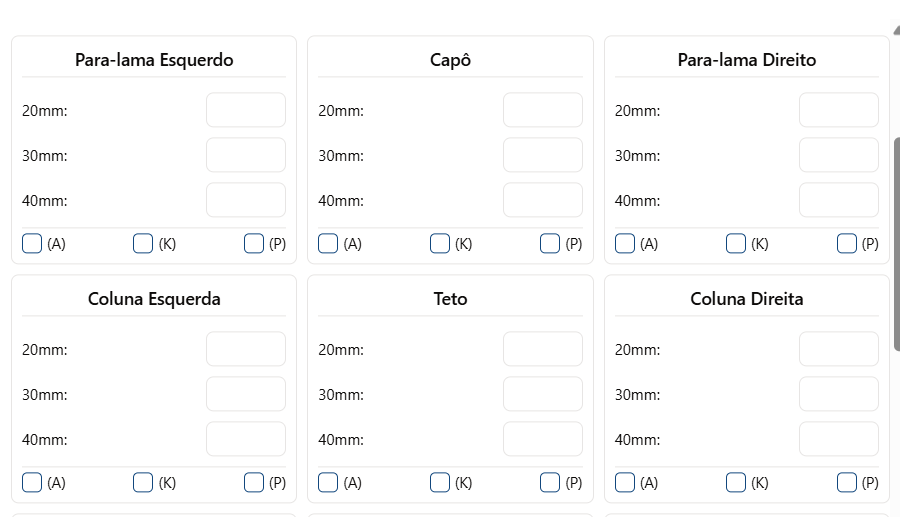 Para-lama Esquerdo Capô Para-lama Direito
20mm: 20mm: 20mm:
30mm: 30mm: 30mm:
40mm: 40mm: 40mm:
(A) (K) (P) (A) (K) (P) (A) (K) (P)
Coluna Esquerda Teto Coluna Direita
20mm: 20mm: 20mm:
30mm: 30mm: 30mm:
40mm: 40mm: 40mm:
(A) (K) (P) (A) (K) (P) (A) (K) (P)